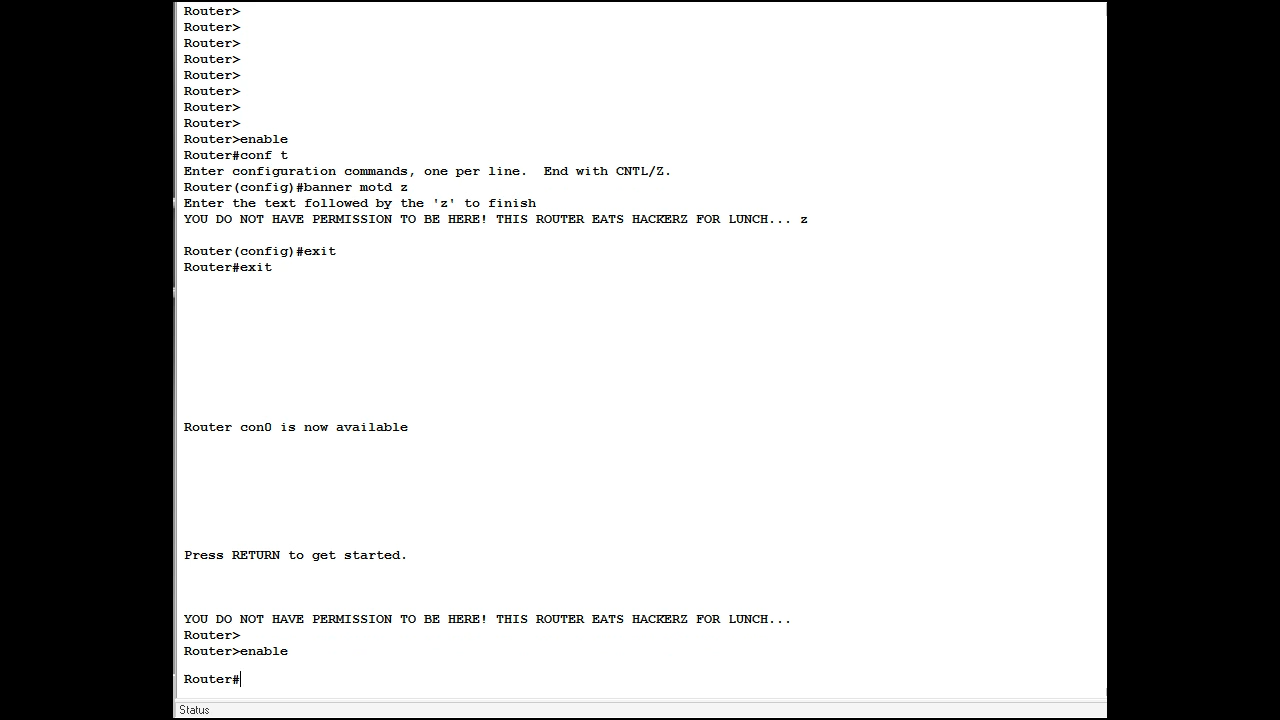 Router>
Router>
Router>
Router>
Router>
Router>
Router>
Router>
Router>enable
Router#conf t
Enter configuration commands, one per line.  End with CNTL/Z.
Router(config)#banner motd z
Enter the text followed by the 'z' to finish
YOU DO NOT HAVE PERMISSION TO BE HERE! THIS ROUTER EATS HACKERZ FOR LUNCH... z
Router(config)#exit
Router#exit
Router con0 is now available
Press RETURN to get started.
YOU DO NOT HAVE PERMISSION TO BE HERE! THIS ROUTER EATS HACKERZ FOR LUNCH...
Router>
Router>enable
Router#
Status